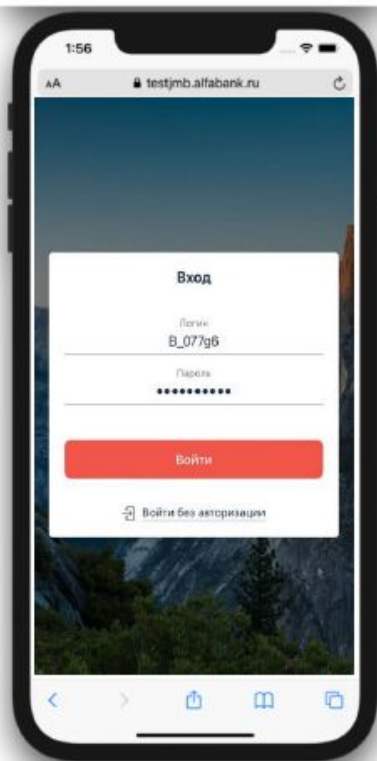 1:56
AA
testjmb.alfabank.ru
Вход
Логин
B_077g6
Пароль
••••••••••
Войти
Войти без авторизации